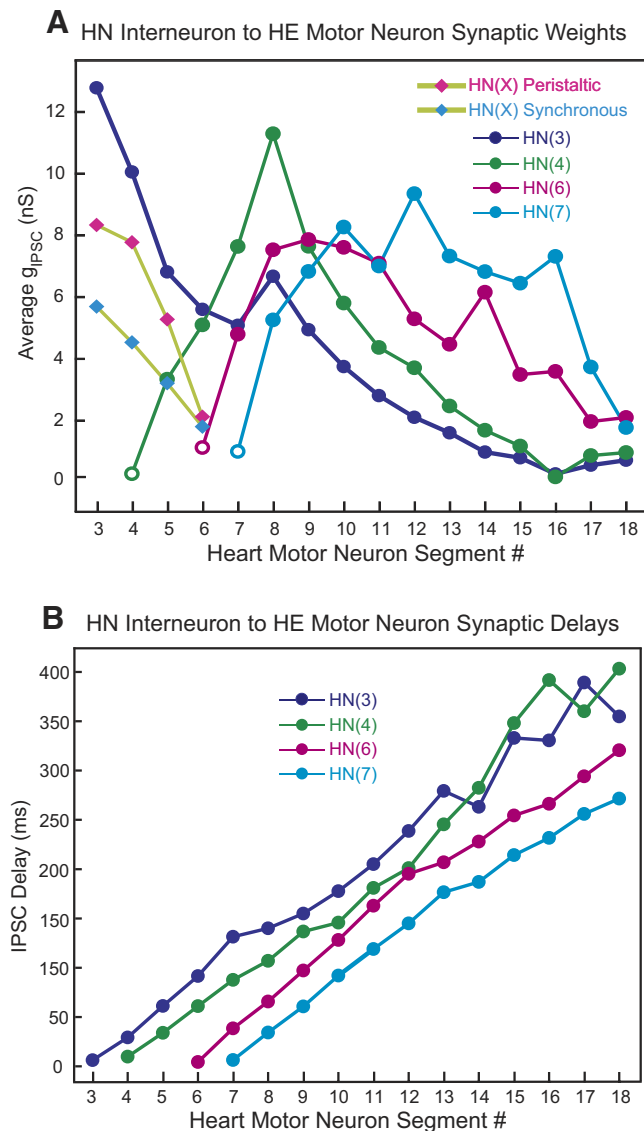 A HN Interneuron to HE Motor Neuron Synaptic Weights
HN(X) Peristaltic
HN(X) Synchronous
HN(3)
HN(4)
HN(6)
HN(7)
Average gIPSC (nS)
12
10
8
6
4
2
0
3 4 5 6 7 8 9 10 11 12 13 14 15 16 17 18
Heart Motor Neuron Segment #
B HN Interneuron to HE Motor Neuron Synaptic Delays
HN(3)
HN(4)
HN(6)
HN(7)
IPSC Delay (ms)
400
350
300
250
200
150
150
50
0
3 4 5 6 7 8 9 10 11 12 13 14 15 16 17 18
Heart Motor Neuron Segment #